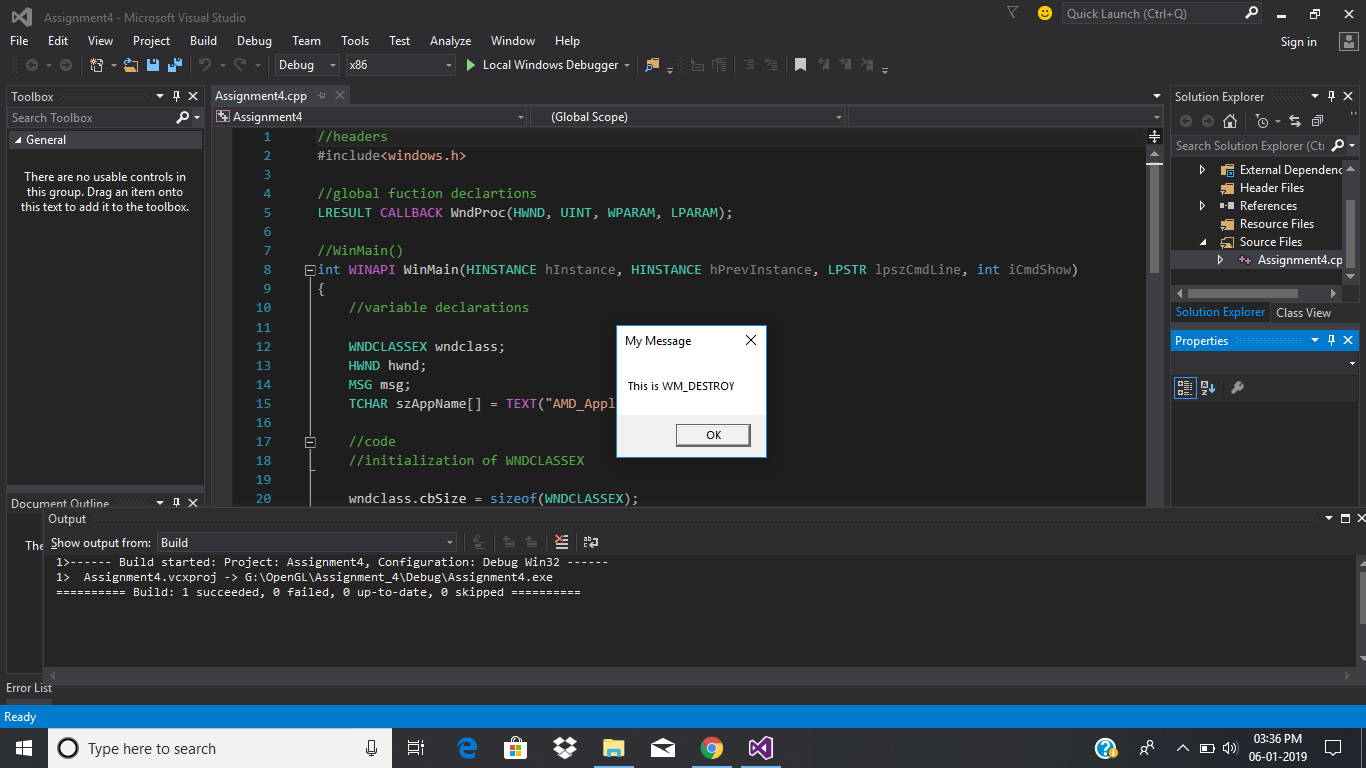 Assignment4 - Microsoft Visual Studio
Quick Launch (Ctrl+Q)
File Edit View Project Build Debug Team Tools Test Analyze Window Help
Sign in
Debug x86 Local Windows Debugger
Toolbox
Search Toolbox
General
There are no usable controls in
this group. Drag an item onto
this text to add it to the toolbox.
Document Outline
The
Assignment4.cpp
Assignment4 (Global Scope)
1 //headers
2 #include<windows.h>
3
4 //global fuction declartions
5 LRESULT CALLBACK WndProc(HWND, UINT, WPARAM, LPARAM);
6
7 //WinMain()
8 int WINAPI WinMain(HINSTANCE hInstance, HINSTANCE hPrevInstance, LPSTR lpszCmdLine, int iCmdShow)
9 {
10 //variable declarations
11
12 WNDCLASSEX wndclass;
13 HWND hwnd;
14 MSG msg;
15 TCHAR szAppName[] = TEXT("AMD_Appl
16
17 //code
18 //initialization of WNDCLASSEX
19
20 wndclass.cbSize = sizeof(WNDCLASSEX);
My Message
This is WM_DESTROY
OK
Solution Explorer
Search Solution Explorer (Ctrl
External Dependenc
Header Files
References
Resource Files
Source Files
Assignment4.cp
Solution Explorer Class View
Properties
Output
Show output from: Build
1>------ Build started: Project: Assignment4, Configuration: Debug Win32 ------
1> Assignment4.vcxproj -> G:\OpenGL\Assignment_4\Debug\Assignment4.exe
========== Build: 1 succeeded, 0 failed, 0 up-to-date, 0 skipped ==========
Error List
Ready
Type here to search
03:36 PM
06-01-2019